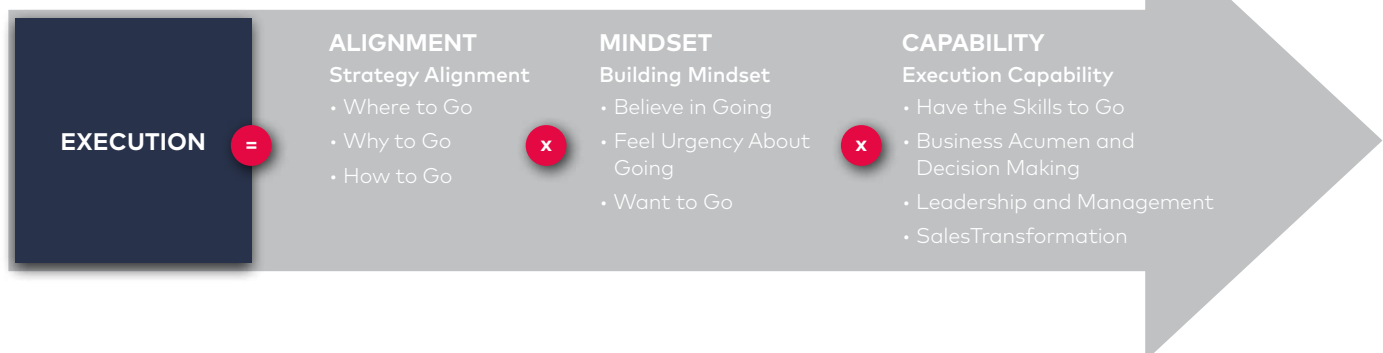 EXECUTION
=
ALIGNMENT
Strategy Alignment
• Where to Go
• Why to Go
• How to Go
x
MINDSET
Building Mindset
• Believe in Going
• Feel Urgency About
Going
• Want to Go
x
CAPABILITY
Execution Capability
• Have the Skills to Go
• Business Acumen and
Decision Making
• Leadership and Management
• SalesTransformation